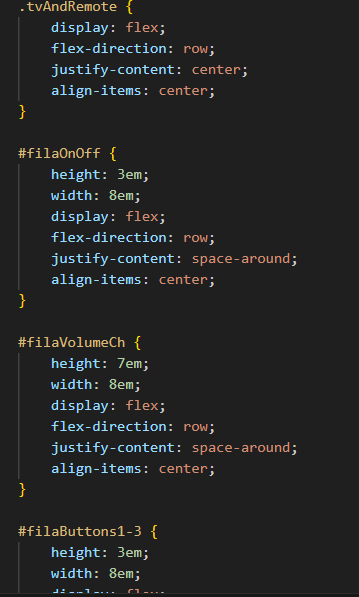 .tvAndRemote {
    display: flex;
    flex-direction: row;
    justify-content: center;
    align-items: center;
}

#filaOnOff {
    height: 3em;
    width: 8em;
    display: flex;
    flex-direction: row;
    justify-content: space-around;
    align-items: center;
}

#filaVolumeCh {
    height: 7em;
    width: 8em;
    display: flex;
    flex-direction: row;
    justify-content: space-around;
    align-items: center;
}

#filaButtons1-3 {
    height: 3em;
    width: 8em;
    display: flex;